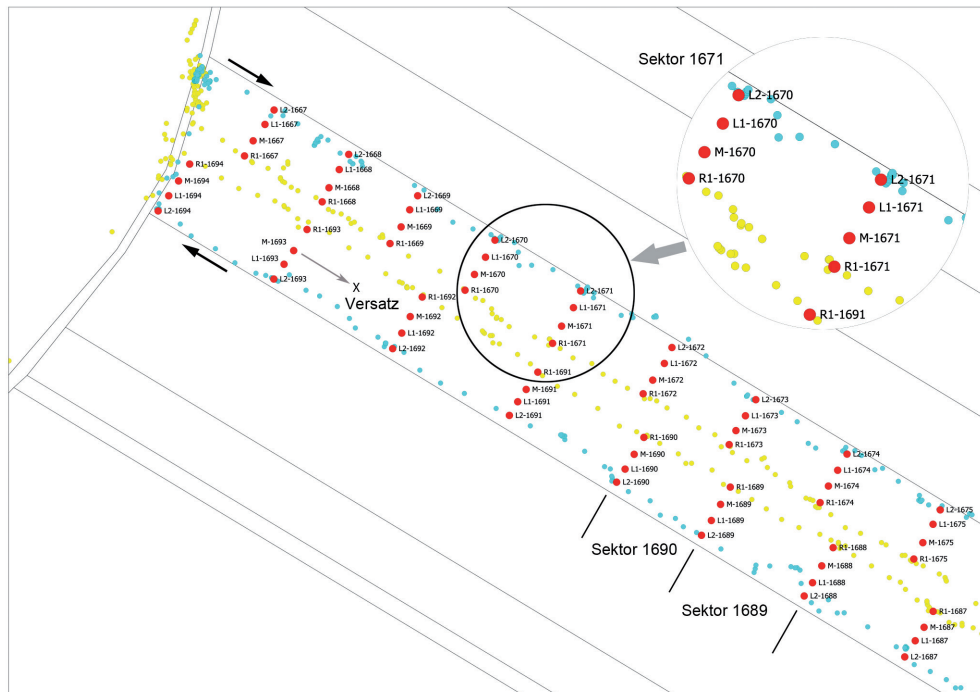 Sektor 1671
L2-1670
L1-1670
M-1670
R1-1670
L2-1671
L1-1671
M-1671
R1-1671
R1-1691
L2-1667
L1-1667
M-1667
R1-1667
L2-1668
L1-1668
M-1668
R1-1668
R1-1694
M-1694
L1-1694
L2-1694
L2-1669
L1-1669
M-1669
R1-1669
R1-1693
M-1693
L1-1693
L2-1693
X
Versatz
L2-1670
L1-1670
M-1670
R1-1670
L2-1671
L1-1671
M-1671
R1-1671
R1-1692
M-1692
L1-1692
L2-1692
R1-1691
M-1691
L1-1691
L2-1691
L2-1672
L1-1672
M-1672
R1-1672
L2-1673
L1-1673
M-1673
R1-1673
R1-1690
M-1690
L1-1690
L2-1690
L2-1674
L1-1674
M-1674
R1-1674
R1-1689
M-1689
L1-1689
L2-1689
L2-1675
L1-1675
M-1675
R1-1675
Sektor 1690
R1-1688
M-1688
L1-1688
L2-1688
Sektor 1689
R1-1687
M-1687
L1-1687
L2-1687